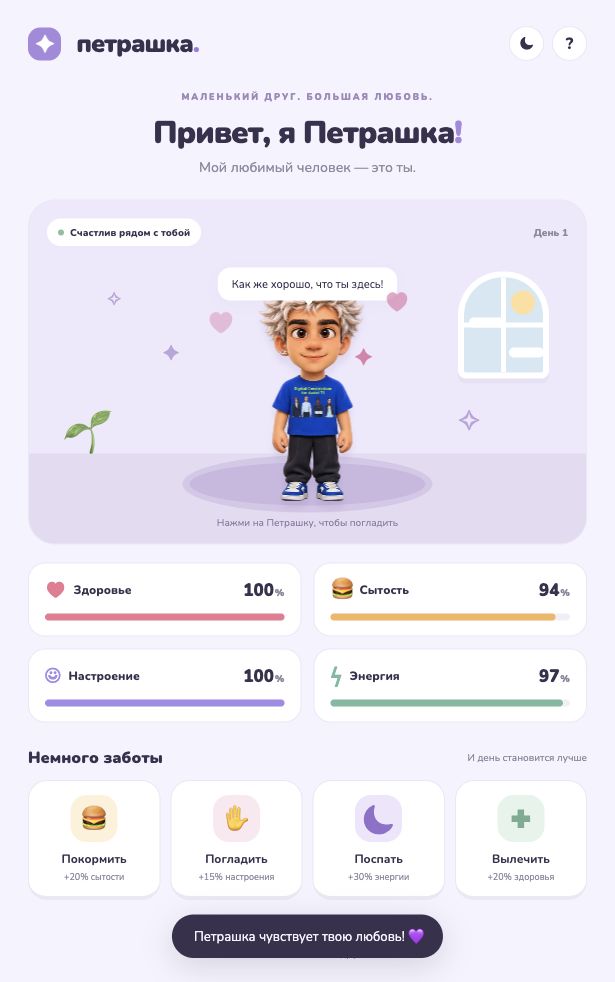 петрашка.
?
МАЛЕНЬКИЙ ДРУГ. БОЛЬШАЯ ЛЮБОВЬ.
Привет, я Петрашка!
Мой любимый человек — это ты.
Счастлив рядом с тобой
День 1
Как же хорошо, что ты здесь!
Нажми на Петрашку, чтобы погладить
Здоровье 100%
Сытость 94%
Настроение 100%
Энергия 97%
Немного заботы
И день становится лучше
Покормить
+20% сытости
Погладить
+15% настроения
Поспать
+30% энергии
Вылечить
+20% здоровья
Петрашка чувствует твою любовь! 💜